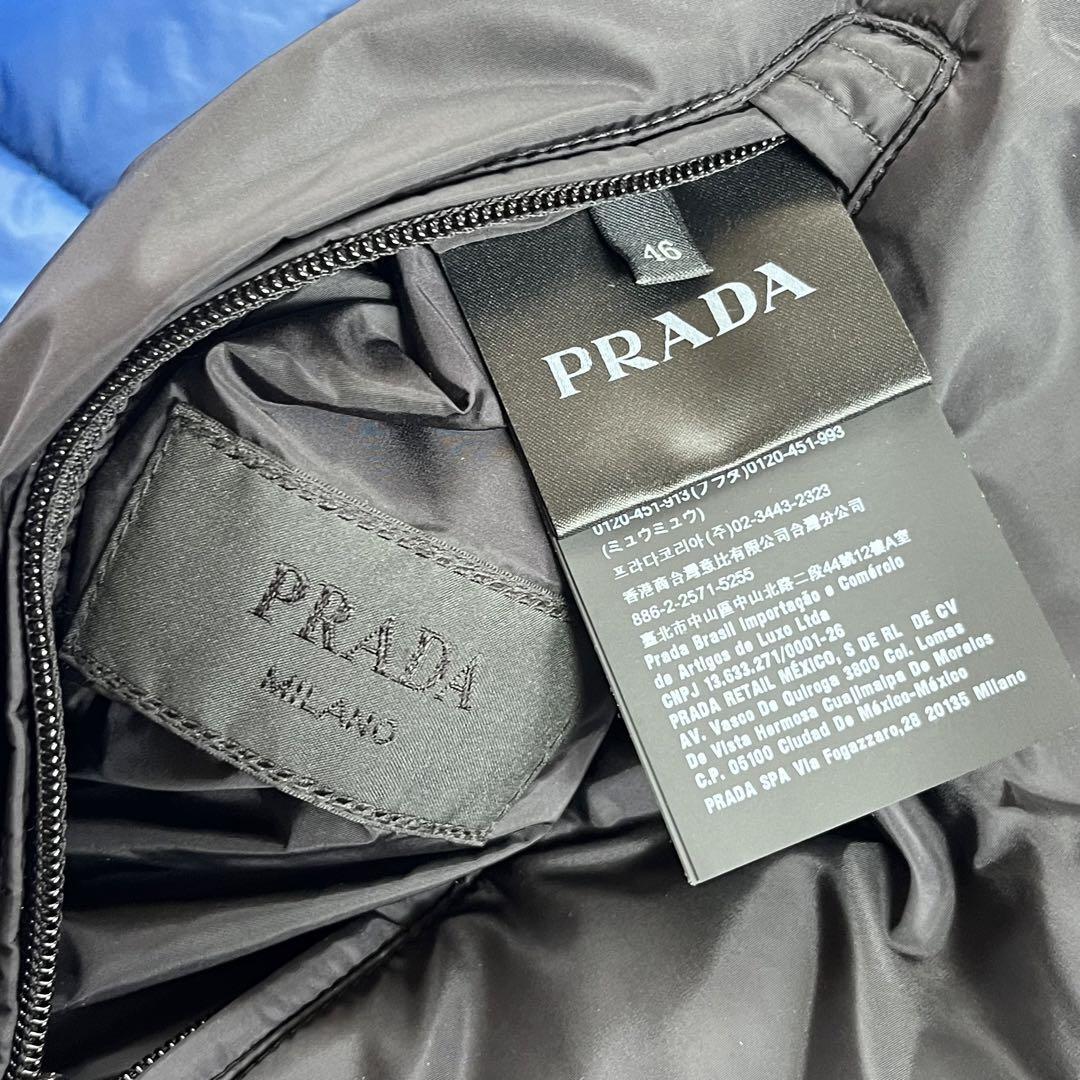 46
PRADA
0120-451-993
0120-451-913(プラダ)
(ミュウミュウ)
프라다코리아(주)02-3443-2323
香港商台灣芝比有限公司台灣分公司
886-2-2571-5255
臺北市中山區中山北路二段44號12樓A室
Prada Brasil Importação e Comércio
de Artigos de Luxo Ltda
CNPJ 13.633.271/0001-26
PRADA RETAIL MÉXICO, S DE RL DE CV
AV. Vasco De Quiroga 3800 Col. Lomas
De Vista Hermosa Cuajimalpa De Morelos
C.P. 05100 Ciudad De México-México
PRADA SPA Via Fogazzaro,28 20135 Milano
PRADA
MILANO